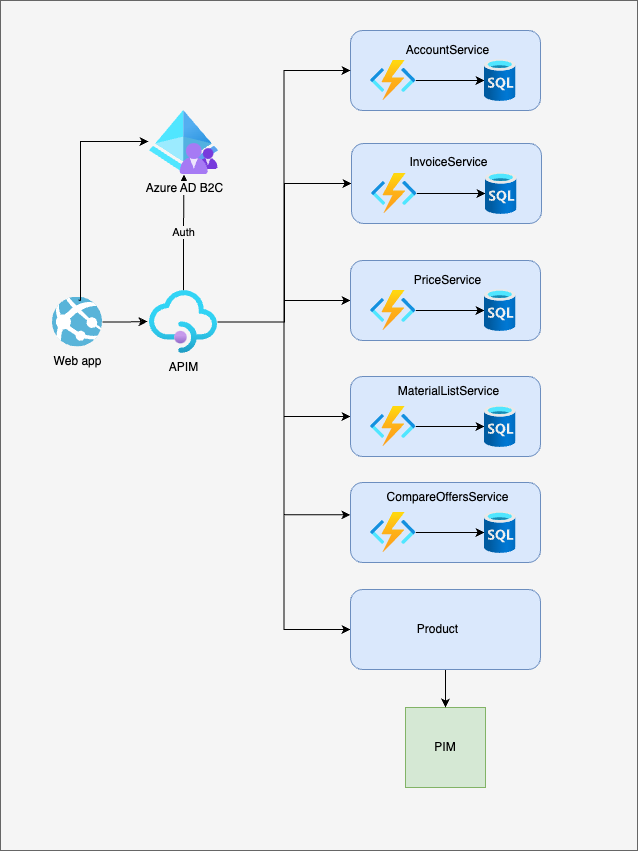 AccountService
SQL
InvoiceService
SQL
Azure AD B2C
Auth
PriceService
SQL
Web app
APIM
MaterialListService
SQL
CompareOffersService
SQL
Product
PIM